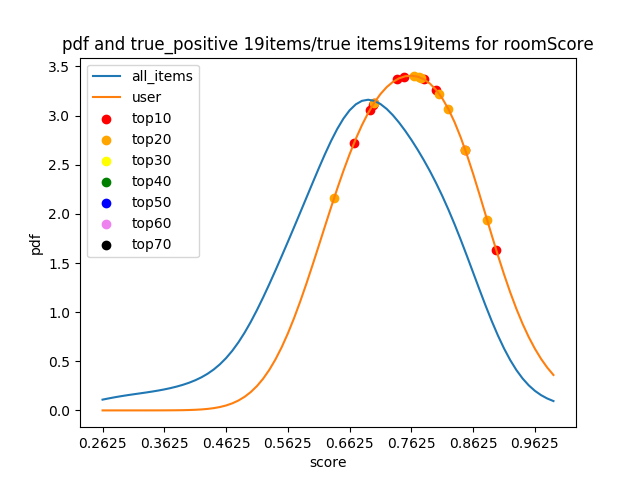 pdf and true_positive 19items/true items19items for roomScore
3.5
3.0
2.5
2.0
1.5
1.0
0.5
0.0
pdf
all_items
user
top10
top20
top30
top40
top50
top60
top70
0.2625 0.3625 0.4625 0.5625 0.6625 0.7625 0.8625 0.9625
score